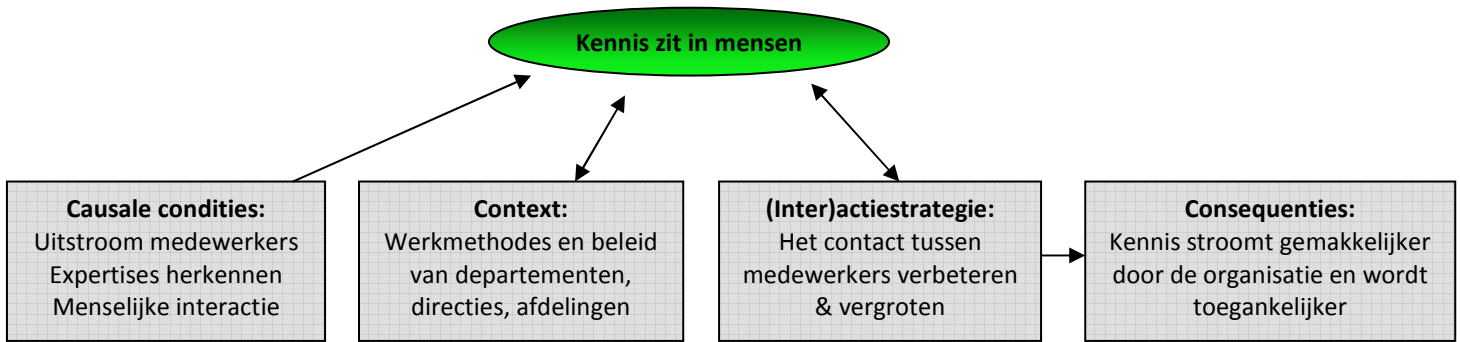 Kennis zit in mensen
Causale condities:
Uitstroom medewerkers
Expertises herkennen
Menselijke interactie
Context:
Werkmethodes en beleid
van departementen,
directies, afdelingen
(Inter)actiestrategie:
Het contact tussen
medewerkers verbeteren
& vergroten
Consequenties:
Kennis stroomt gemakkelijker
door de organisatie en wordt
toegankelijker